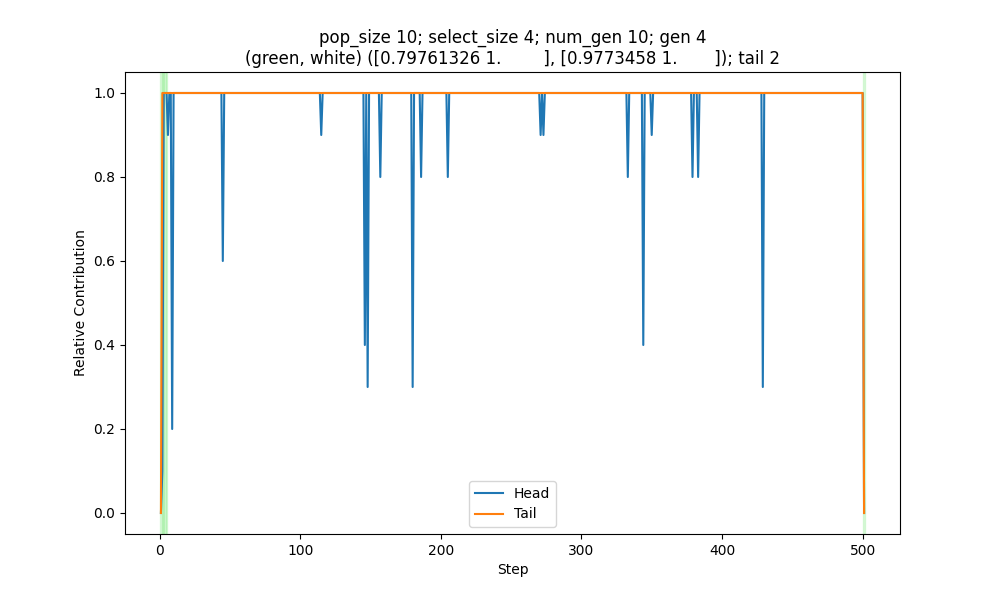 pop_size 10; select_size 4; num_gen 10; gen 4
(green, white) ([0.79761326 1.        ], [0.9773458 1.       ]); tail 2
1.0
0.8
0.6
0.4
0.2
0.0
Relative Contribution
Head
Tail
0 100 200 300 400 500
Step